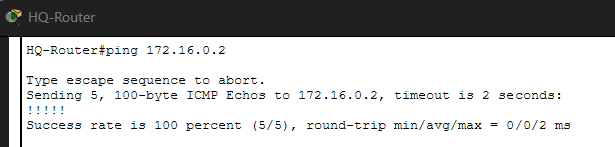 HQ-Router
HQ-Router#ping 172.16.0.2
Type escape sequence to abort.
Sending 5, 100-byte ICMP Echos to 172.16.0.2, timeout is 2 seconds:
!!!!!
Success rate is 100 percent (5/5), round-trip min/avg/max = 0/0/2 ms